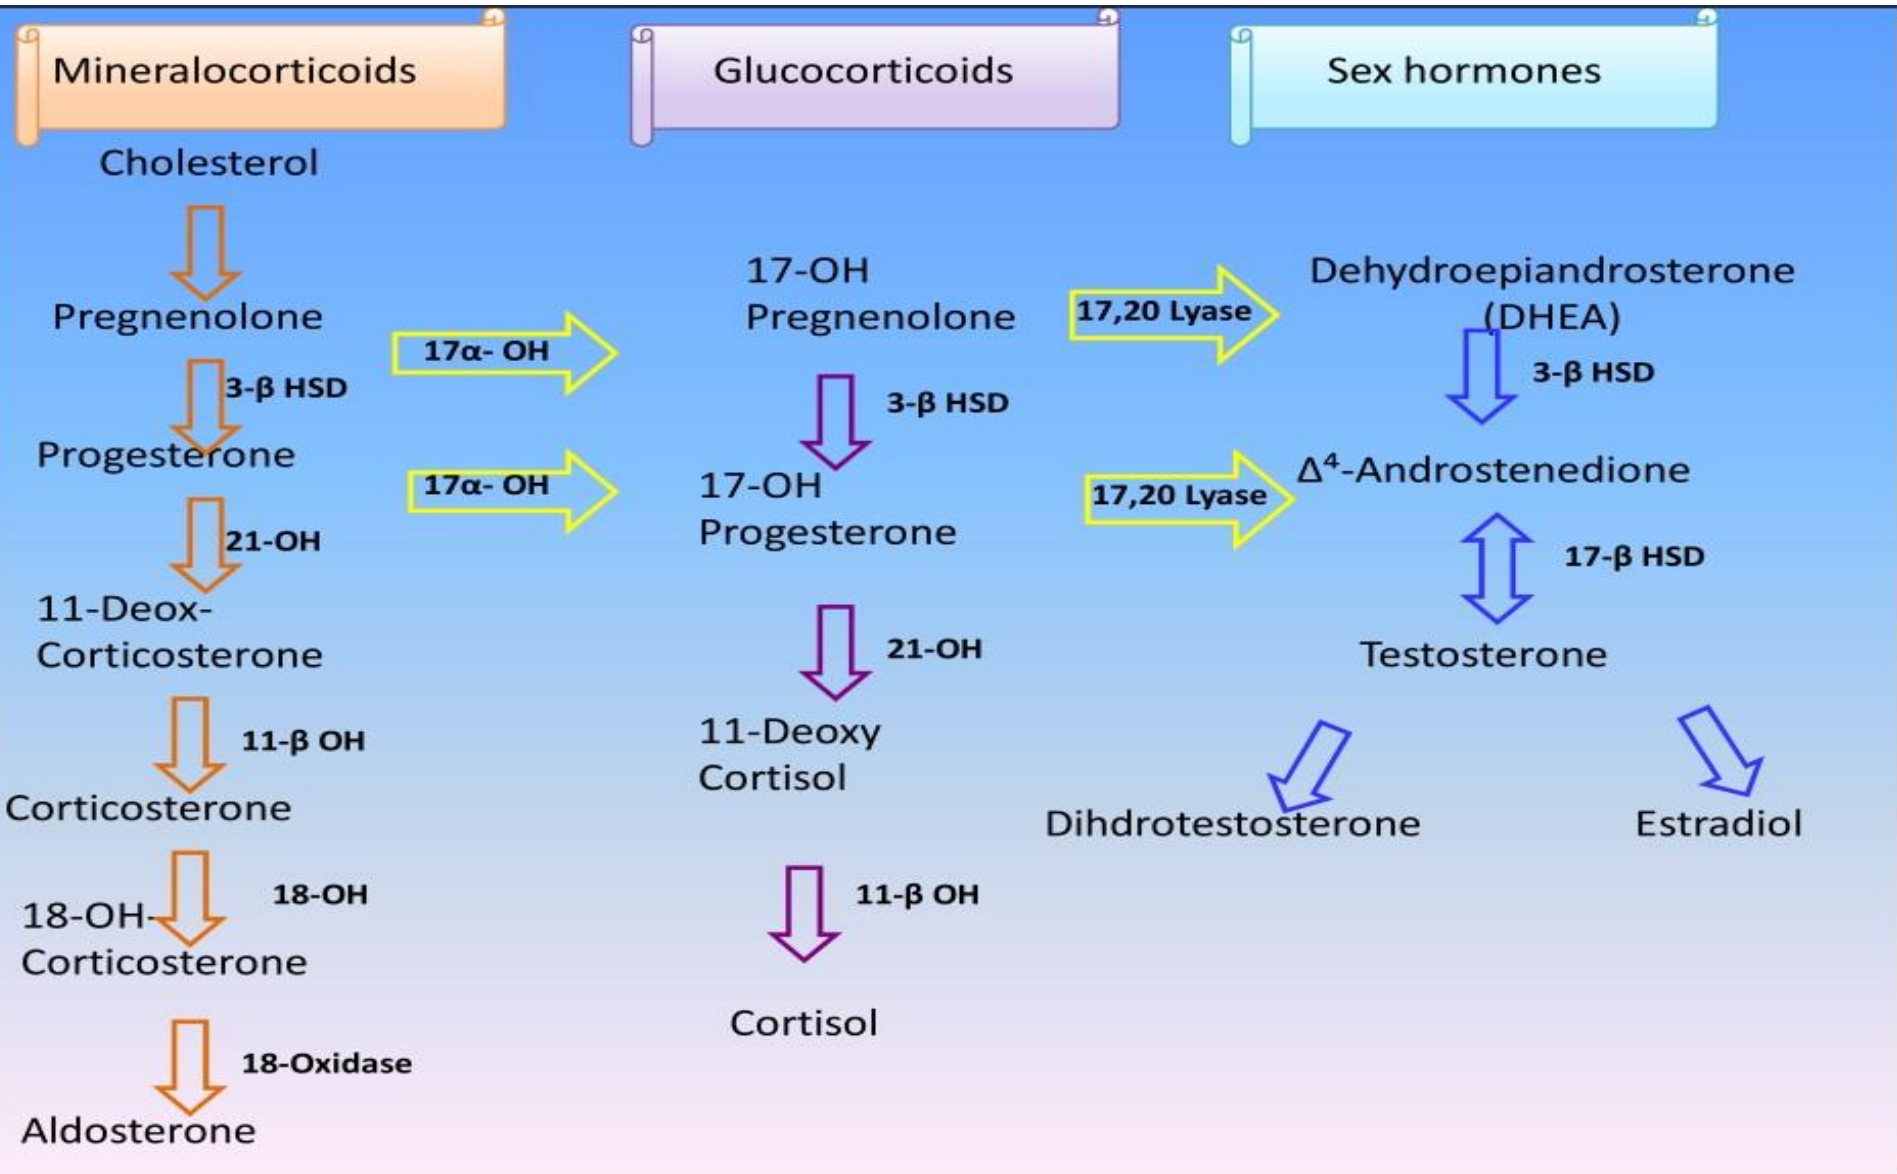 Mineralocorticoids
Glucocorticoids
Sex hormones
Cholesterol
Pregnenolone
3-β HSD
Progesterone
21-OH
11-Deox-
Corticosterone
11-β OH
Corticosterone
18-OH
18-OH-
Corticosterone
18-Oxidase
Aldosterone
17α- OH
17α- OH
17-OH
Pregnenolone
3-β HSD
17-OH
Progesterone
21-OH
11-Deoxy
Cortisol
11-β OH
Cortisol
17,20 Lyase
17,20 Lyase
Dehydroepiandrosterone
(DHEA)
3-β HSD
Δ⁴-Androstenedione
17-β HSD
Testosterone
Dihdrotestosterone
Estradiol